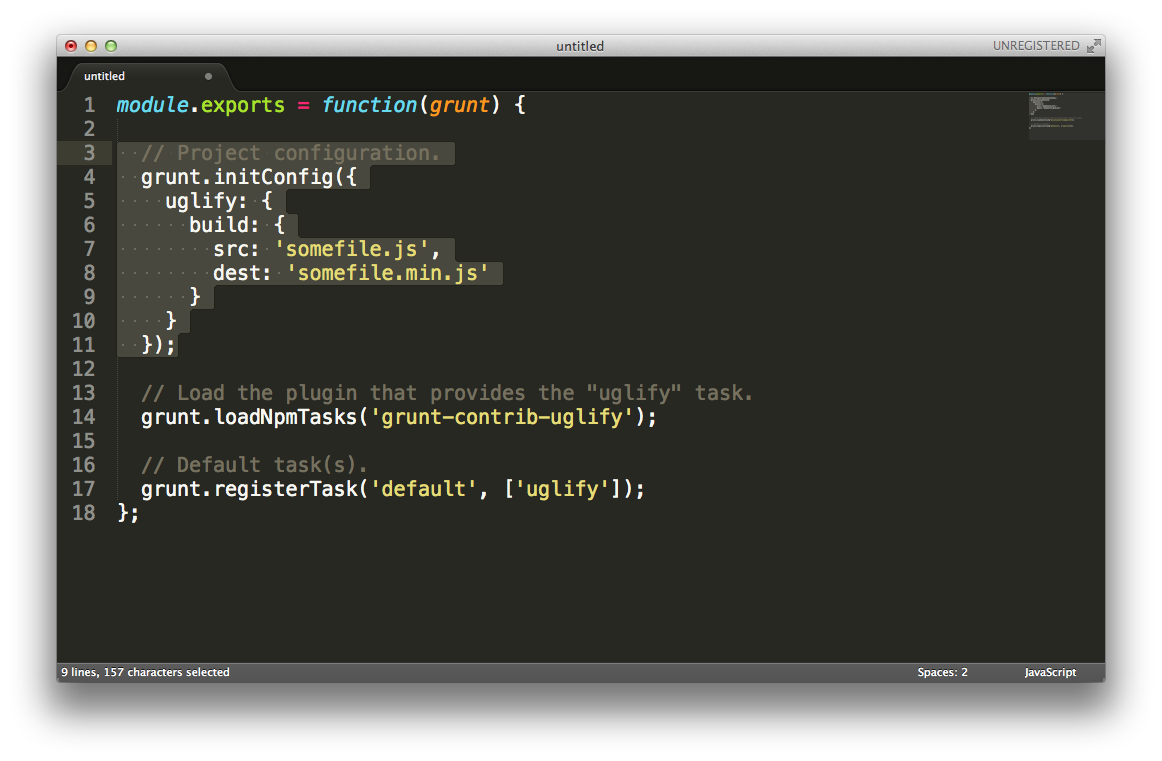 untitled
UNREGISTERED
untitled
1 module.exports = function(grunt) {
2
3   // Project configuration.
4   grunt.initConfig({
5     uglify: {
6       build: {
7         src: 'somefile.js',
8         dest: 'somefile.min.js'
9       }
10     }
11   });
12
13   // Load the plugin that provides the "uglify" task.
14   grunt.loadNpmTasks('grunt-contrib-uglify');
15
16   // Default task(s).
17   grunt.registerTask('default', ['uglify']);
18 };
9 lines, 157 characters selected
Spaces: 2
JavaScript